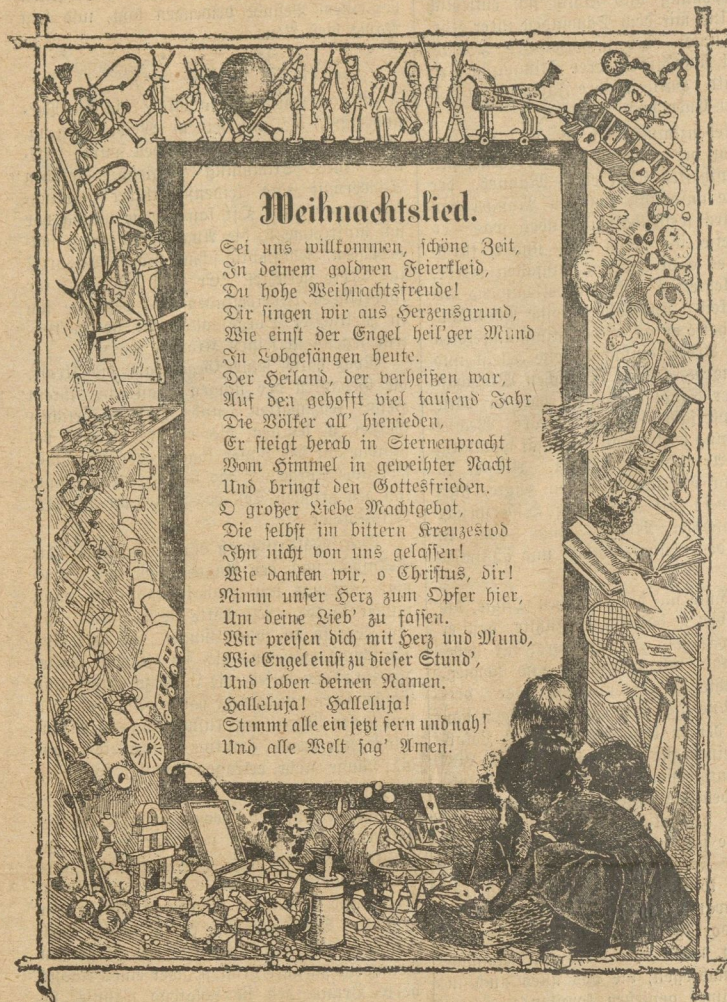 Weihnachtslied.
Sei uns willkommen, schöne Zeit,
In deinem goldnen Feierkleid,
Du hohe Weihnachtsfreude!
Dir singen wir aus Herzensgrund,
Wie einst der Engel heil'ger Mund
In Lobgesängen heute.
Der Heiland, der verheißen war,
Auf den gehofft viel tausend Jahr
Die Völker all' hienieden,
Er steigt herab in Sternenpracht
Vom Himmel in geweihter Nacht
Und bringt den Gottesfrieden.
O großer Liebe Machtgebot,
Die selbst im bittern Kreuzestod
Ihn nicht von uns gelassen!
Wie danken wir, o Christus, dir!
Nimm unser Herz zum Opfer hier,
Um deine Lieb' zu fassen.
Wir preisen dich mit Herz und Mund,
Wie Engel einst zu dieser Stund',
Und loben deinen Namen.
Halleluja! Halleluja!
Stimmt alle ein jetzt fern und nah!
Und alle Welt sag' Amen.